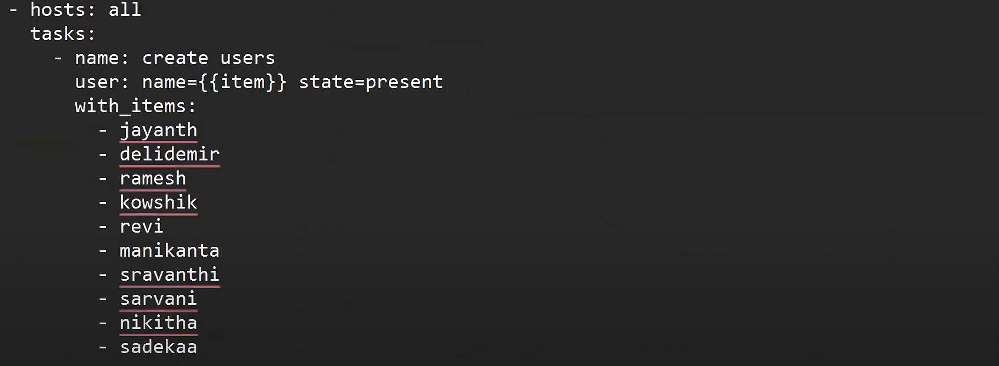 - hosts: all
  tasks:
    - name: create users
      user: name={{item}} state=present
      with_items:
        - jayanth
        - delidemir
        - ramesh
        - kowshik
        - revi
        - manikanta
        - sravanthi
        - sarvani
        - nikitha
        - sadekaa